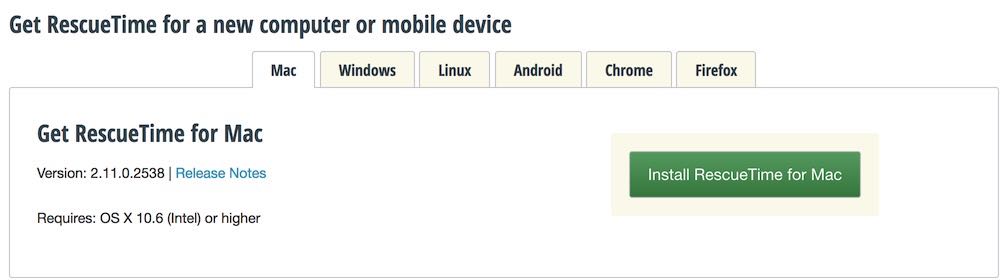 Get RescueTime for a new computer or mobile device
Mac Windows Linux Android Chrome Firefox
Get RescueTime for Mac
Version: 2.11.0.2538 | Release Notes
Install RescueTime for Mac
Requires: OS X 10.6 (Intel) or higher